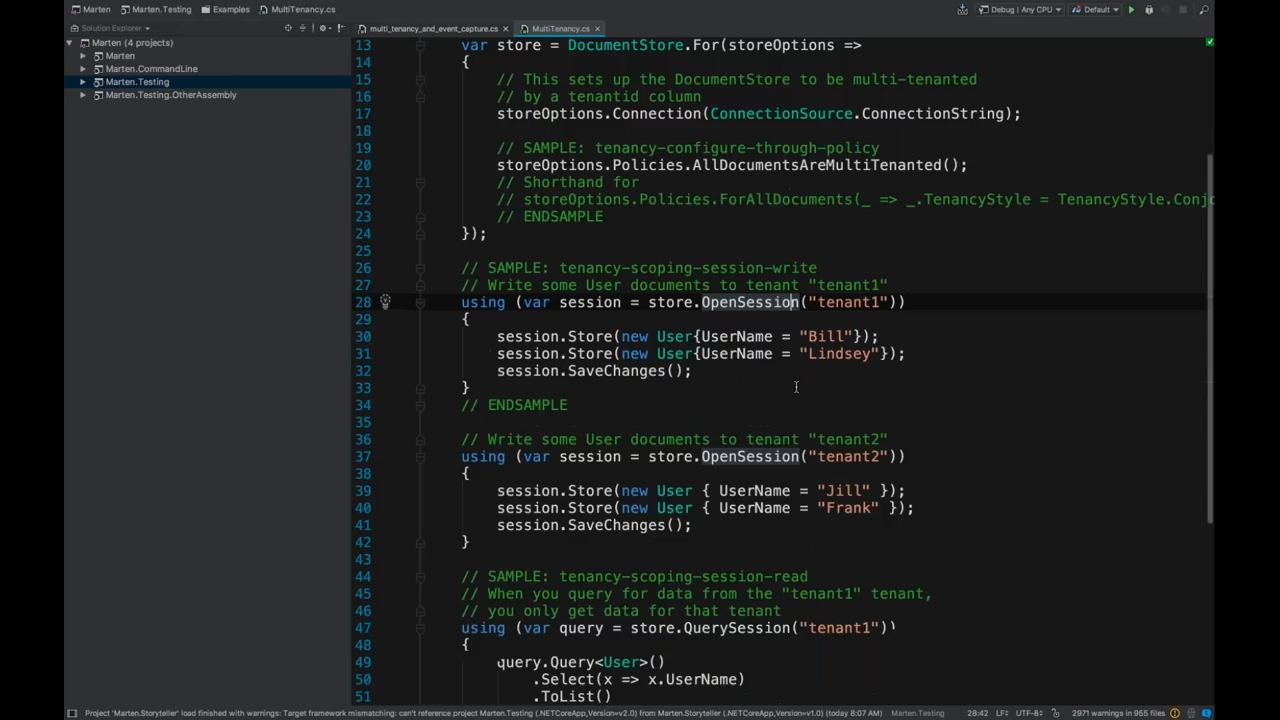 Marten Marten.Testing Examples MultiTenancy.cs Debug | Any CPU Default
Solution Explorer
multi_tenancy_and_event_capture.cs MultiTenancy.cs
Marten (4 projects)
Marten
Marten.CommandLine
Marten.Testing
Marten.Testing.OtherAssembly
13 var store = DocumentStore.For(storeOptions =>
14 {
15 // This sets up the DocumentStore to be multi-tenanted
16 // by a tenantid column
17 storeOptions.Connection(ConnectionSource.ConnectionString);
18
19 // SAMPLE: tenancy-configure-through-policy
20 storeOptions.Policies.AllDocumentsAreMultiTenanted();
21 // Shorthand for
22 // storeOptions.Policies.ForAllDocuments(_ => _.TenancyStyle = TenancyStyle.Conj
23 // ENDSAMPLE
24 });
25
26 // SAMPLE: tenancy-scoping-session-write
27 // Write some User documents to tenant "tenant1"
28 using (var session = store.OpenSession("tenant1"))
29 {
30 session.Store(new User{UserName = "Bill"});
31 session.Store(new User{UserName = "Lindsey"});
32 session.SaveChanges();
33 }
34 // ENDSAMPLE
35
36 // Write some User documents to tenant "tenant2"
37 using (var session = store.OpenSession("tenant2"))
38 {
39 session.Store(new User { UserName = "Jill" });
40 session.Store(new User { UserName = "Frank" });
41 session.SaveChanges();
42 }
43
44 // SAMPLE: tenancy-scoping-session-read
45 // When you query for data from the "tenant1" tenant,
46 // you only get data for that tenant
47 using (var query = store.QuerySession("tenant1"))
48 {
49 query.Query<User>()
50 .Select(x => x.UserName)
51 .ToList()
Project 'Marten.Storyteller' load finished with warnings: Target framework mismatching: can't reference project Marten.Testing (.NETCoreApp,Version=v2.0) from Marten.Storyteller (.NETCoreApp,Version=v1.0) (today 8:07 AM) Marten.Testing 28:42 LF UTF-8 2971 warnings in 955 files